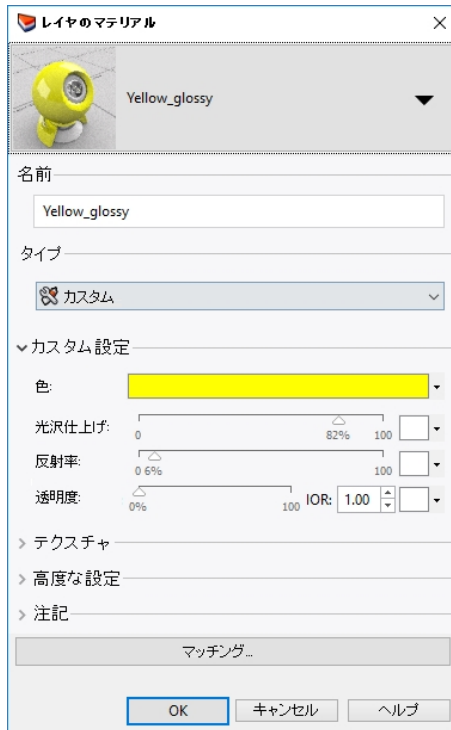 レイヤのマテリアル
Yellow_glossy
名前
Yellow_glossy
タイプ
カスタム
カスタム設定
色:
光沢仕上げ: 0 82% 100
反射率: 0 6% 100
透明度: 0% 100 IOR: 1.00
テクスチャ
高度な設定
注記
マッチング...
OK キャンセル ヘルプ